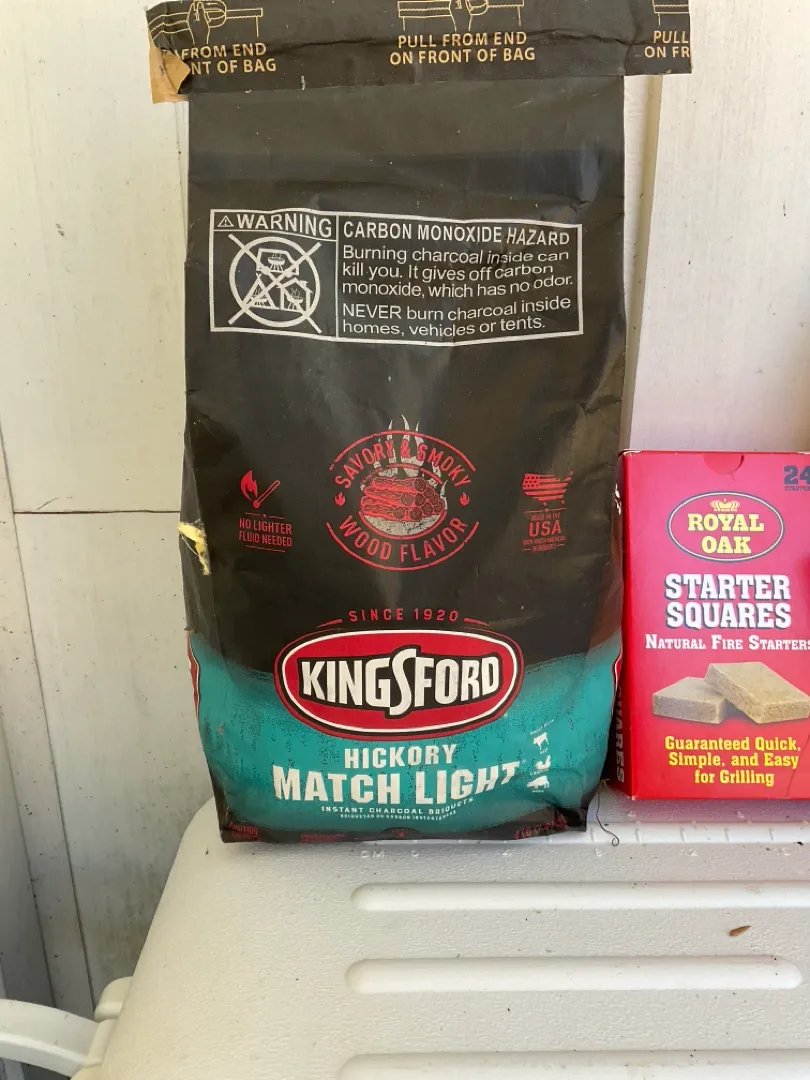 FROM END
NT OF BAG
PULL FROM END
ON FRONT OF BAG
PULL
ON FR
WARNING
CARBON MONOXIDE HAZARD
Burning charcoal inside can
kill you. It gives off carbon
monoxide, which has no odor.
NEVER burn charcoal inside
homes, vehicles or tents.
SAVORY & SMOKY
WOOD FLAVOR
NO LIGHTER
FLUID NEEDED
MADE IN THE
USA
SINCE 1920
KINGSFORD
HICKORY
MATCH LIGHT
INSTANT CHARCOAL BRIQUETS
24
ROYAL
OAK
STARTER
SQUARES
NATURAL FIRE STARTERS
Guaranteed Quick,
Simple, and Easy
for Grilling